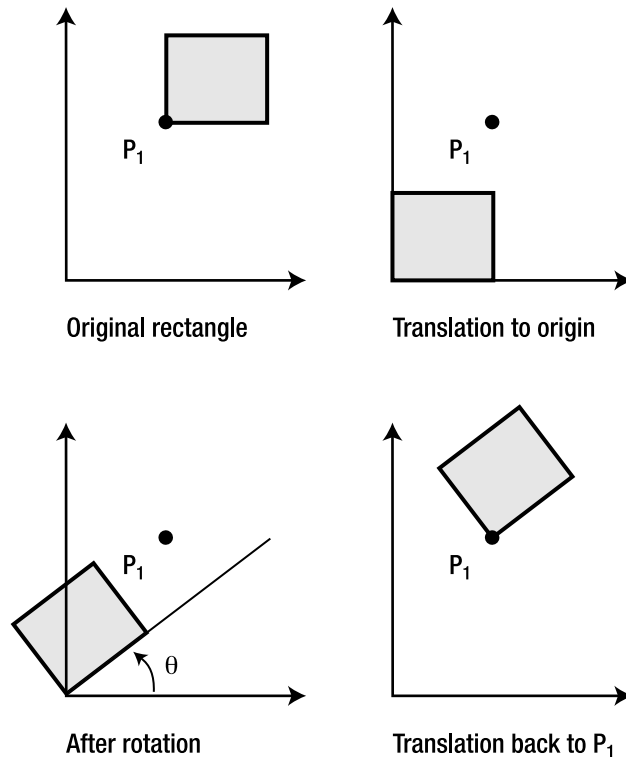 P₁
P₁
Original rectangle
Translation to origin
P₁
P₁
θ
After rotation
Translation back to P₁